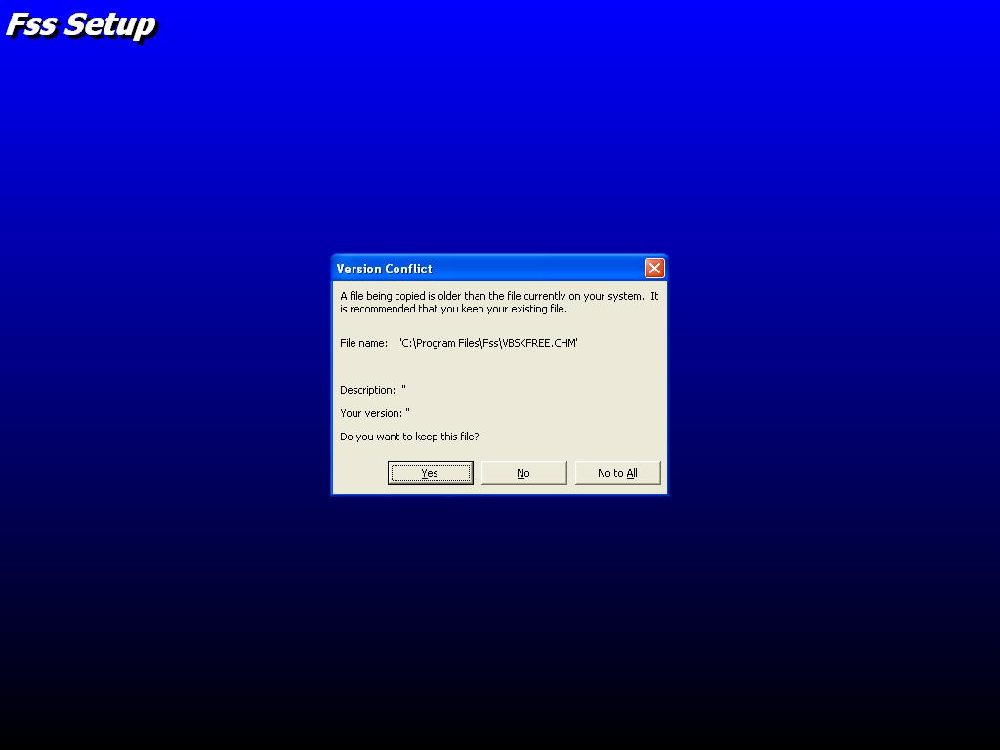 Fss Setup
Version Conflict
A file being copied is older than the file currently on your system.  It
is recommended that you keep your existing file.
File name:   'C:\Program Files\Fss\VBSKFREE.CHM'
Description:  ''
Your version: ''
Do you want to keep this file?
Yes No No to All